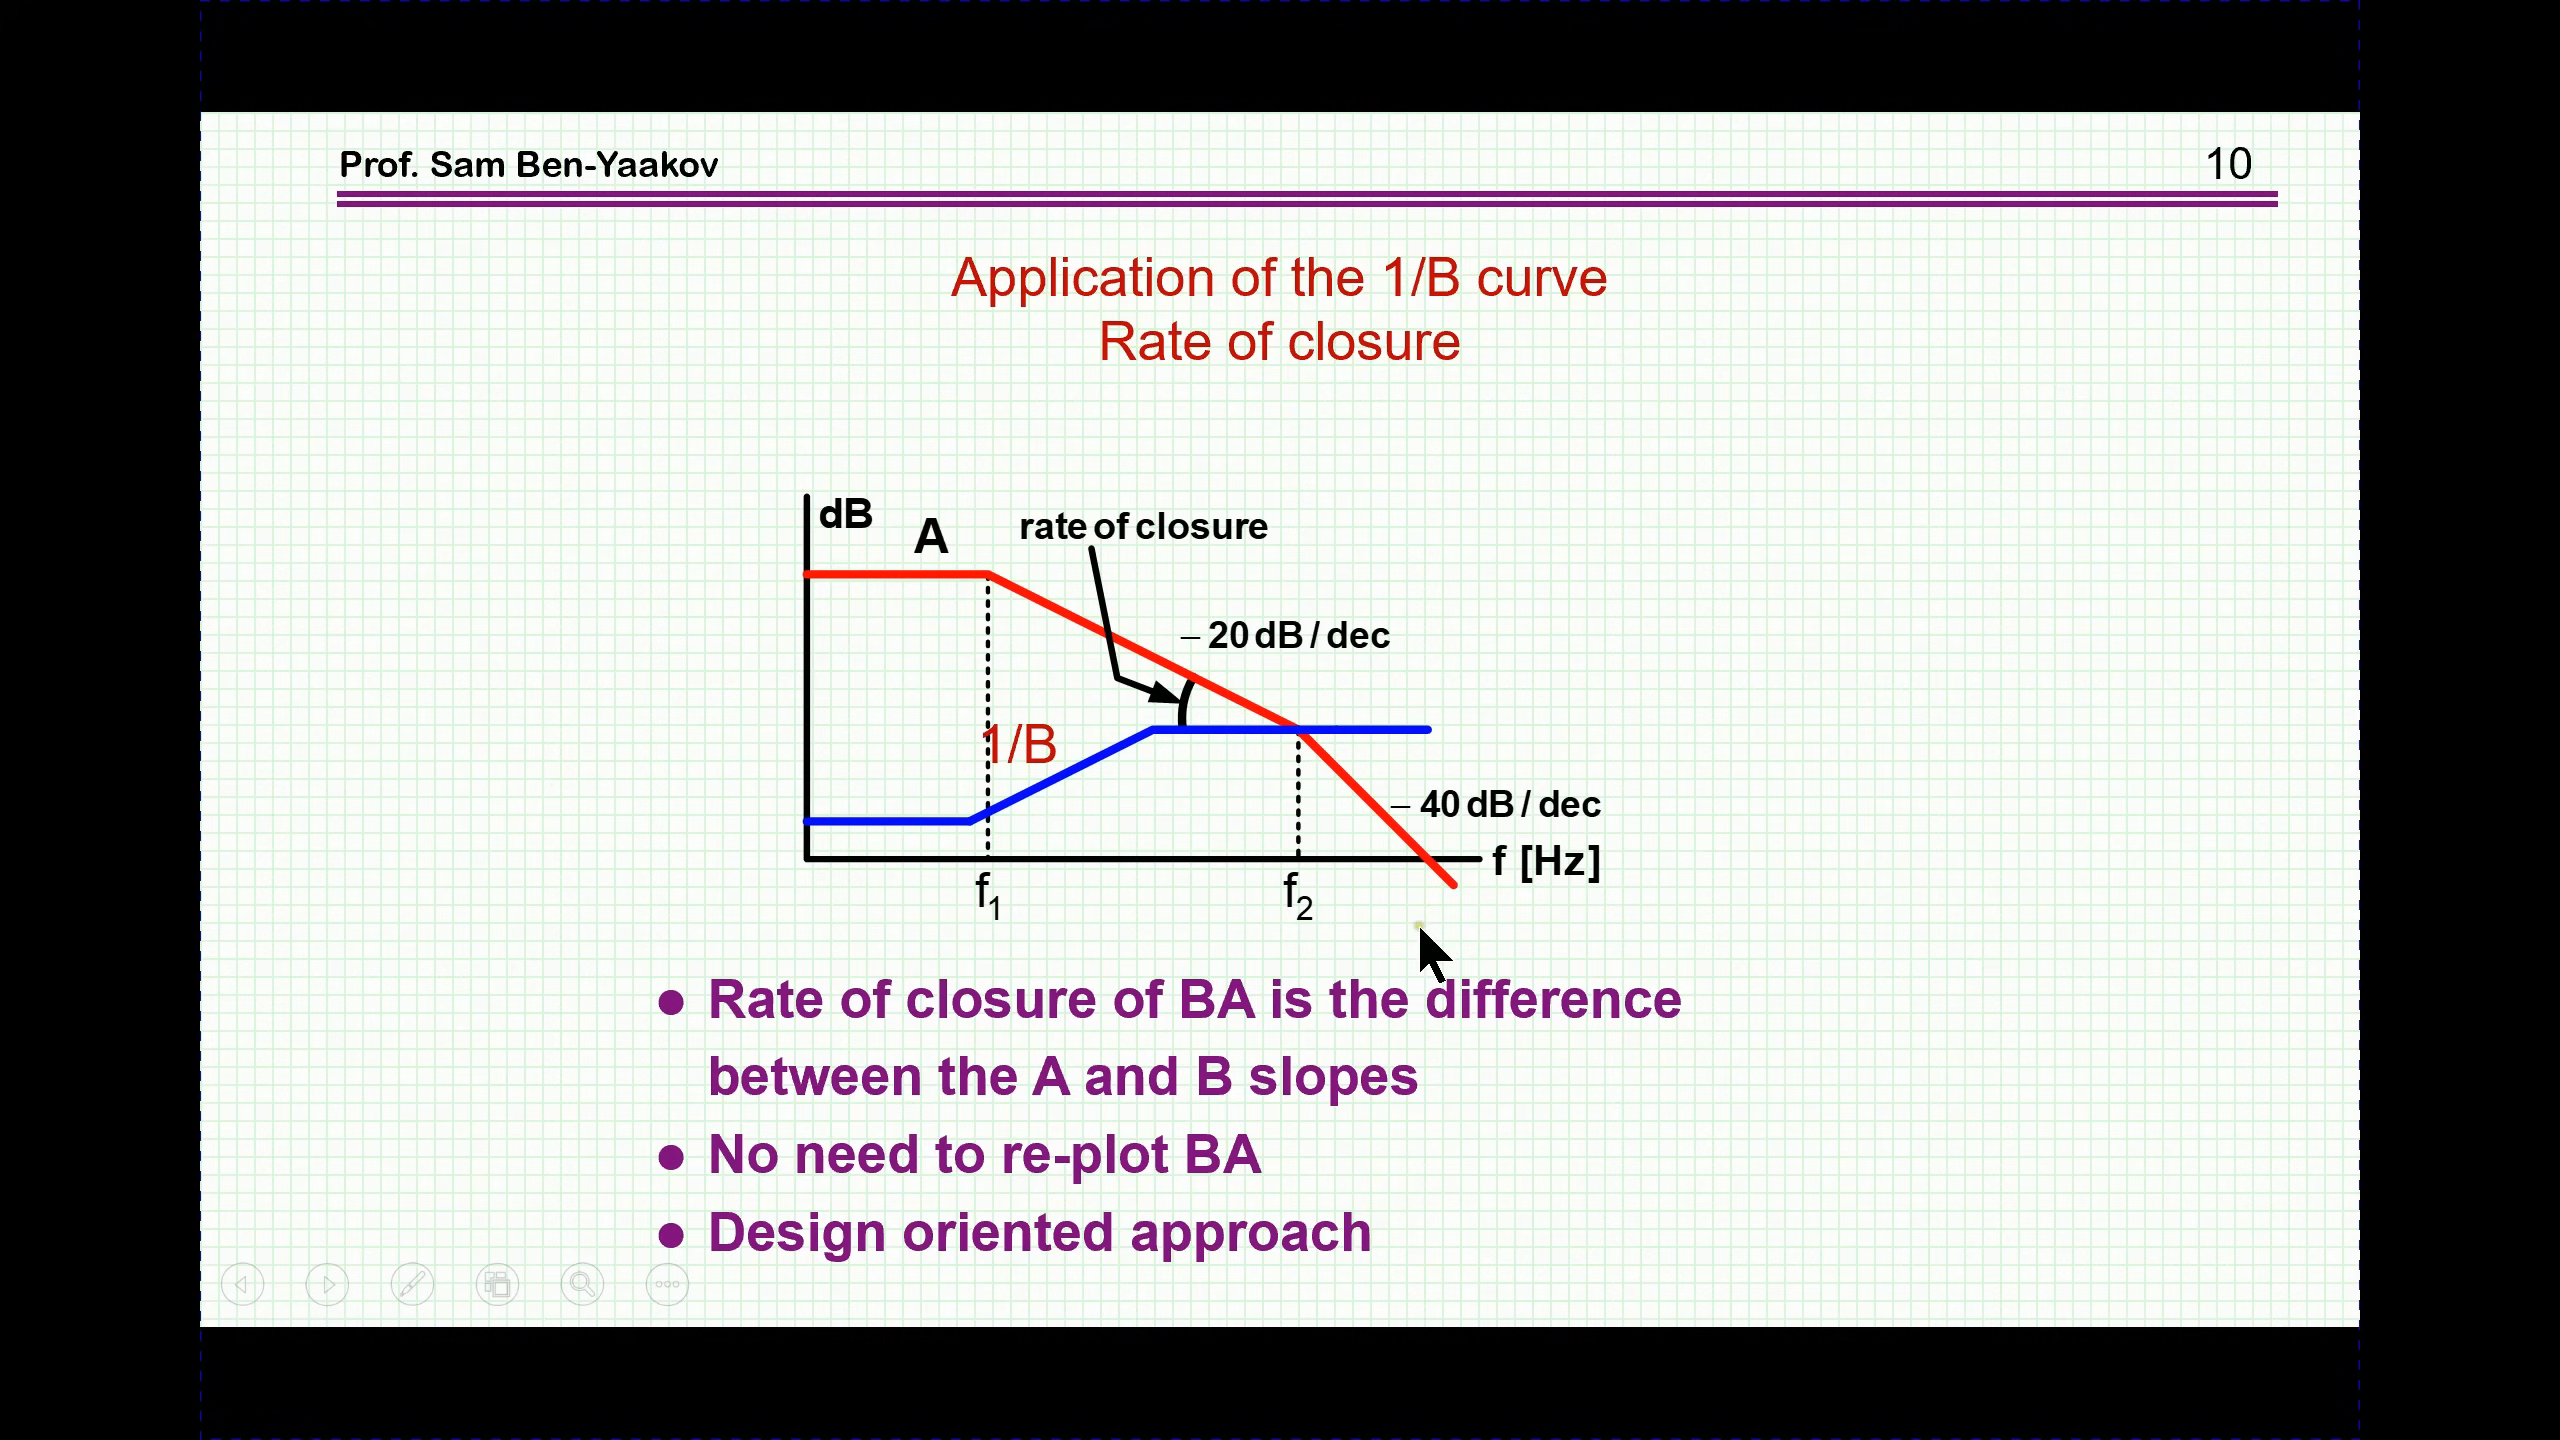 Prof. Sam Ben-Yaakov
10
Application of the 1/B curve
Rate of closure
dB
A
rate of closure
– 20 dB / dec
1/B
– 40 dB / dec
f [Hz]
f1
f2
● Rate of closure of BA is the difference
between the A and B slopes
● No need to re-plot BA
● Design oriented approach